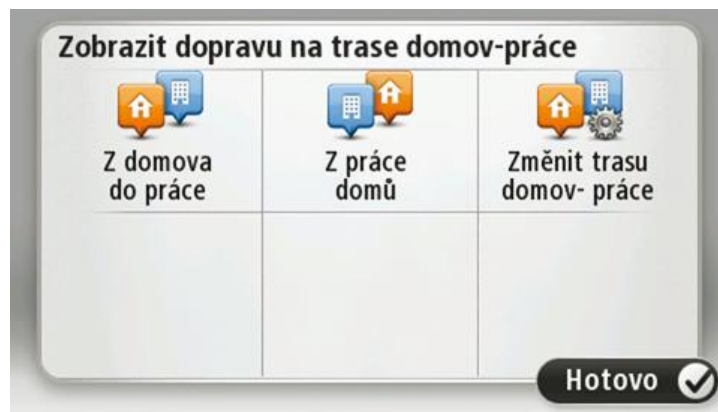 Zobrazit dopravu na trase domov-práce
Z domova
do práce
Z práce
domů
Změnit trasu
domov- práce
Hotovo